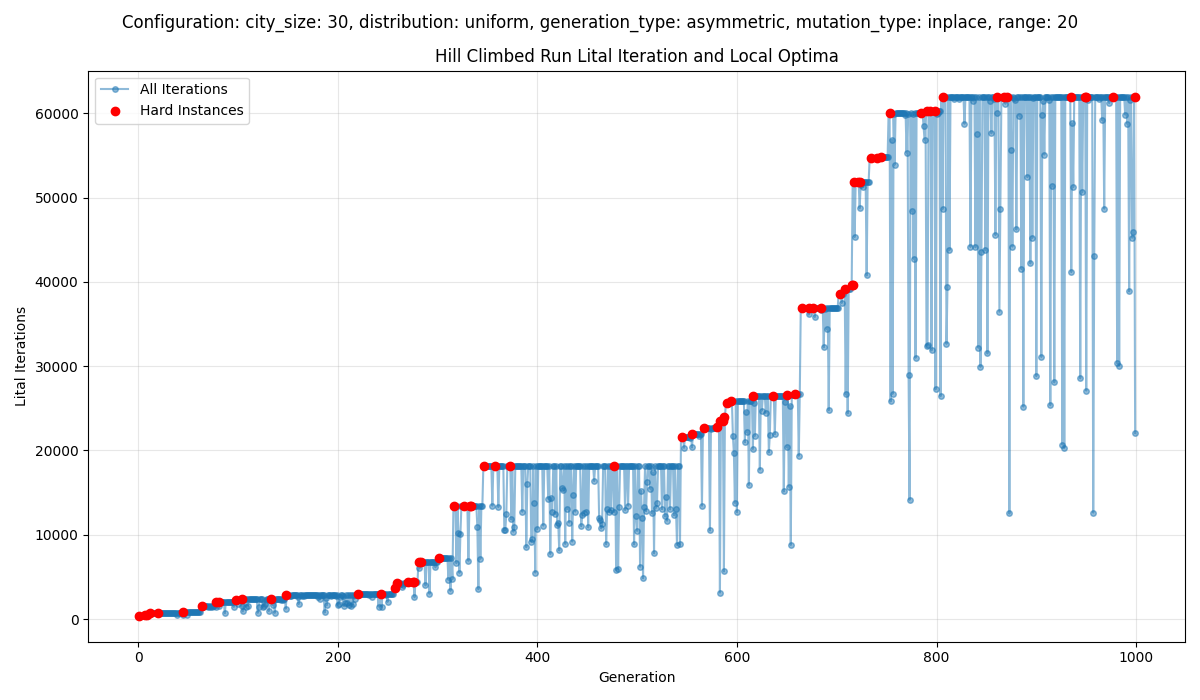 Configuration: city_size: 30, distribution: uniform, generation_type: asymmetric, mutation_type: inplace, range: 20
Hill Climbed Run Lital Iteration and Local Optima
All Iterations
Hard Instances
60000
50000
40000
30000
20000
10000
0
Lital Iterations
0 200 400 600 800 1000
Generation